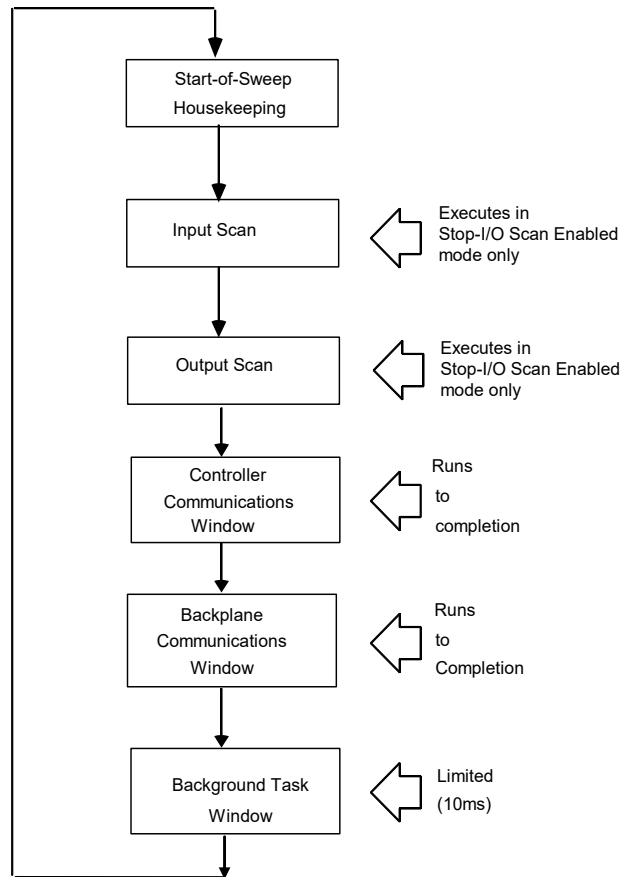 Start-of-Sweep
Housekeeping
Input Scan
Executes in
Stop-I/O Scan Enabled
mode only
Output Scan
Executes in
Stop-I/O Scan Enabled
mode only
Controller
Communications
Window
Runs
to
completion
Backplane
Communications
Window
Runs
to
Completion
Background Task
Window
Limited
(10ms)